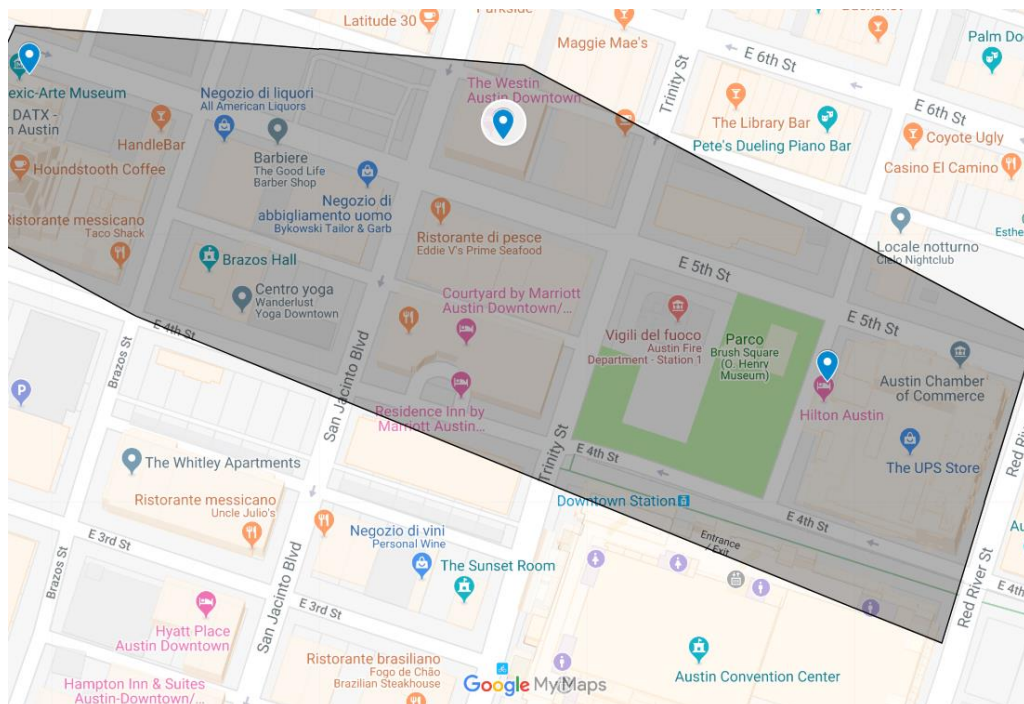 Latitude 30
Parkside
Maggie Mae's
Trinity St
E 6th St
Palm Doo
E 6th St
exic-Arte Museum
DATX -
n Austin
HandleBar
Houndstooth Coffee
Negozio di liquori
All American Liquors
Barbiere
The Good Life
Barber Shop
The Westin
Austin Downtown
The Library Bar
Pete's Dueling Piano Bar
Coyote Ugly
Casino El Camino
Negozio di
abbigliamento uomo
Bykowski Tailor & Garb
Ristorante messicano
Taco Shack
Brazos Hall
Ristorante di pesce
Eddie V's Prime Seafood
Locale notturno
Cielo Nightclub
Esthe
E 5th St
Centro yoga
Wanderlust
Yoga Downtown
Courtyard by Marriott
Austin Downtown/...
Vigili del fuoco
Austin Fire
Department - Station 1
Parco
Brush Square
(O. Henry
Museum)
E 5th St
E 4th St
Brazos St
San Jacinto Blvd
Austin Chamber
of Commerce
Hilton Austin
P
Residence Inn by
Marriott Austin...
Trinity St
E 4th St
The UPS Store
Red Riv
The Whitley Apartments
Ristorante messicano
Uncle Julio's
Downtown Station
E 4th St
Entrance
/ Exit
Au
E 3rd St
Negozio di vini
Personal Wine
The Sunset Room
Brazos St
San Jacinto Blvd
E 3rd St
Red River St
E 4th
Hyatt Place
Austin Downtown
Ristorante brasiliano
Fogo de Chão
Brazilian Steakhouse
Austin Convention Center
Hampton Inn & Suites
Austin-Downtown/...
Google My Maps